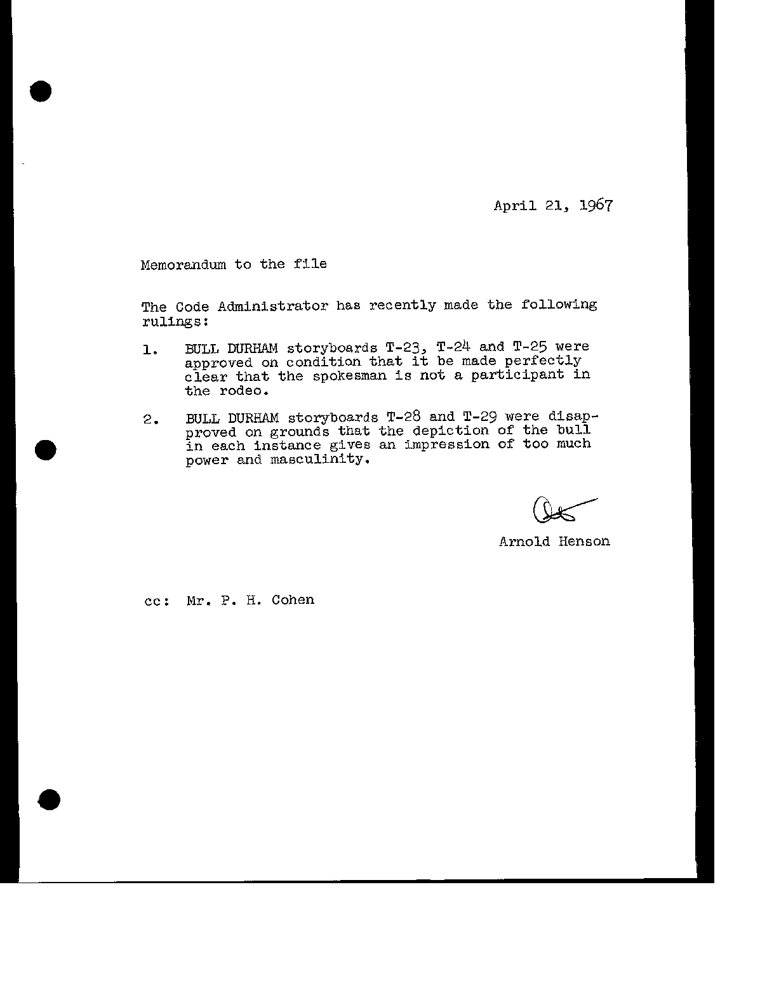 April 21, 1967
Memorandum to the file
The Code Administrator has recently made the following
rulings:
1. BULL DURHAM storyboards T-23, T-24 and T-25 were
approved on condition that it be made perfectly
clear that the spokesman is not a participant in
the rodeo.
2. BULL DURHAM storyboards T-28 and T-29 were disap-
proved on grounds that the depiction of the bull
in each instance gives an impression of too much
power and masculinity.
Arnold Henson
cc: Mr. P. H. Cohen